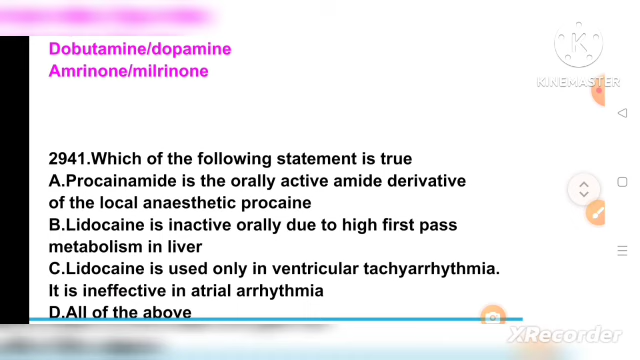 Dobutamine/dopamine
Amrinone/milrinone
KINEMASTER
2941.Which of the following statement is true
A.Procainamide is the orally active amide derivative
of the local anaesthetic procaine
B.Lidocaine is inactive orally due to high first pass
metabolism in liver
C.Lidocaine is used only in ventricular tachyarrhythmia.
It is ineffective in atrial arrhythmia
D.All of the above
XRecorder